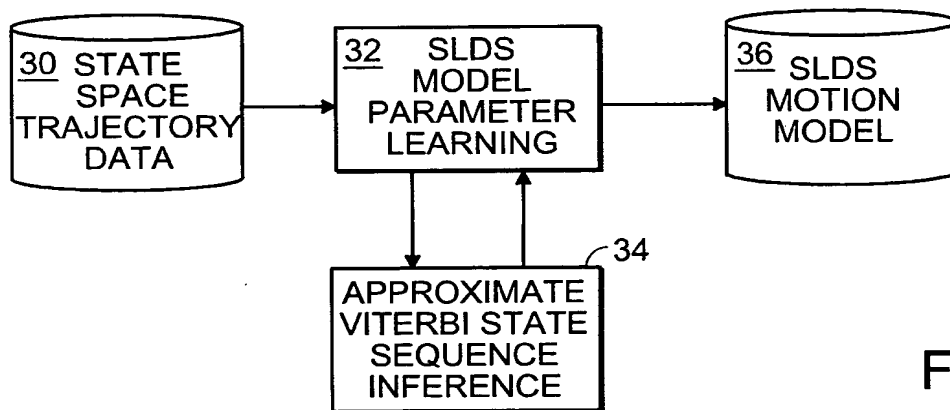 30 STATE
SPACE
TRAJECTORY
DATA
32 SLDS
MODEL
PARAMETER
LEARNING
36
SLDS
MOTION
MODEL
34
APPROXIMATE
VITERBI STATE
SEQUENCE
INFERENCE
F